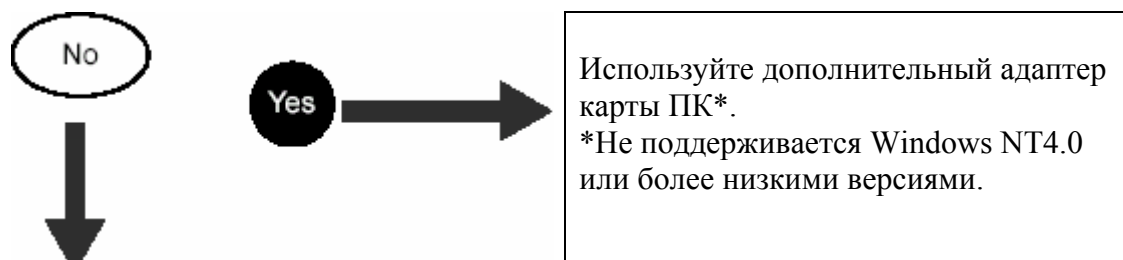 No
Yes
Используйте дополнительный адаптер
карты ПК*.
*Не поддерживается Windows NT4.0
или более низкими версиями.